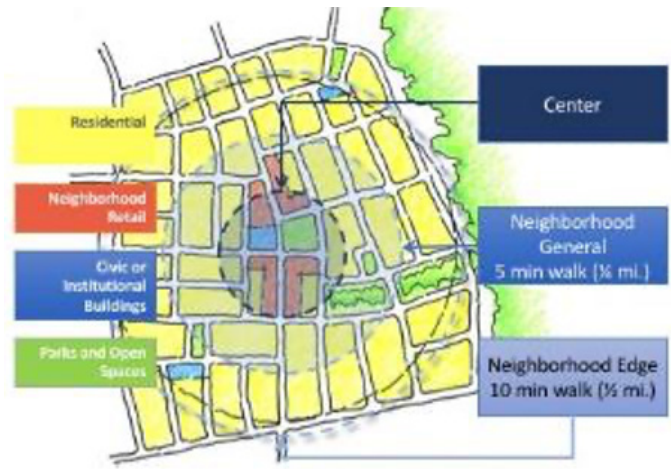 Residential
Neighborhood
Retail
Civic or
Institutional
Buildings
Parks and Open
Spaces
Center
Neighborhood
General
5 min walk (¼ mi.)
Neighborhood Edge
10 min walk (½ mi.)